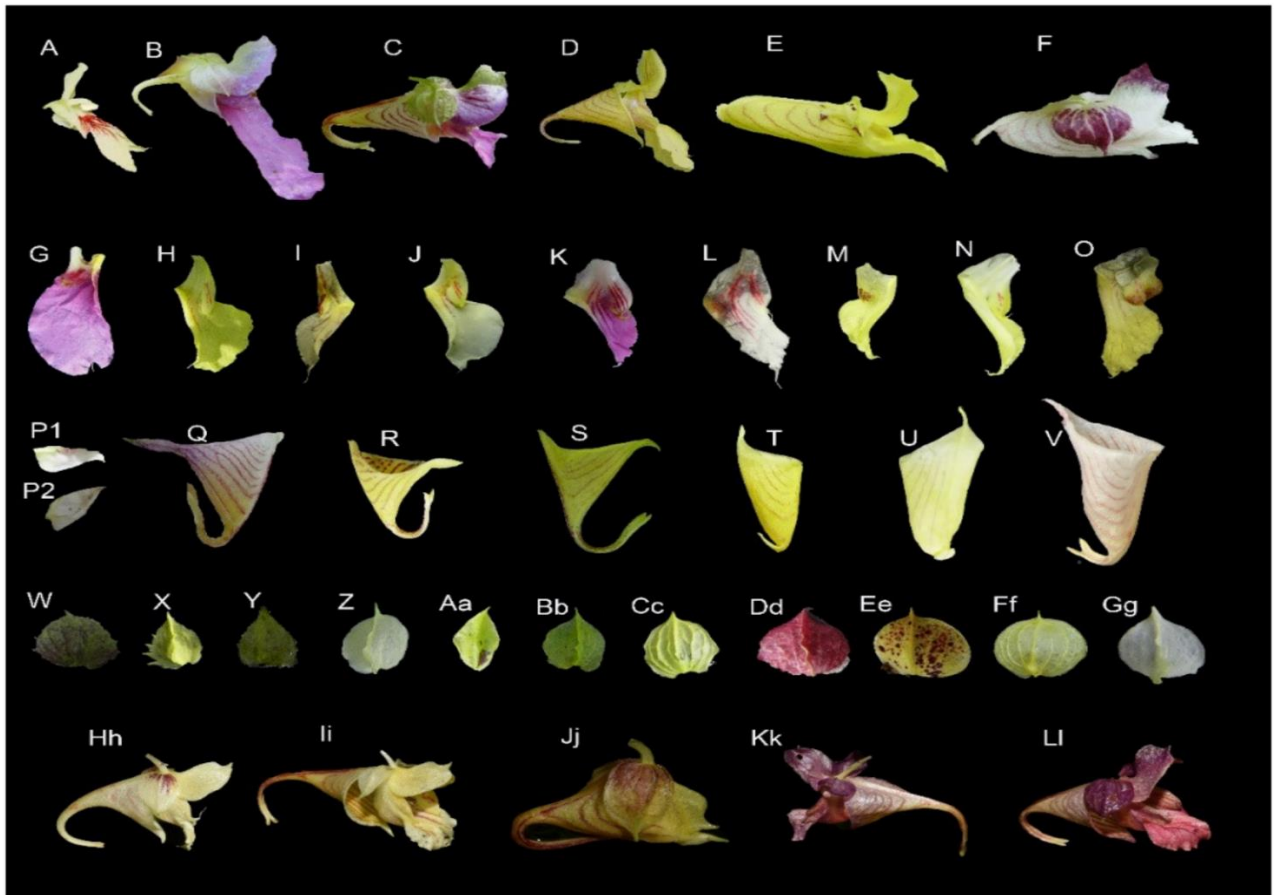 A B C D E F
G H I J K L M N O
P1 Q R S T U V
P2
W X Y Z Aa Bb Cc Dd Ee Ff Gg
Hh Ii Jj Kk Ll